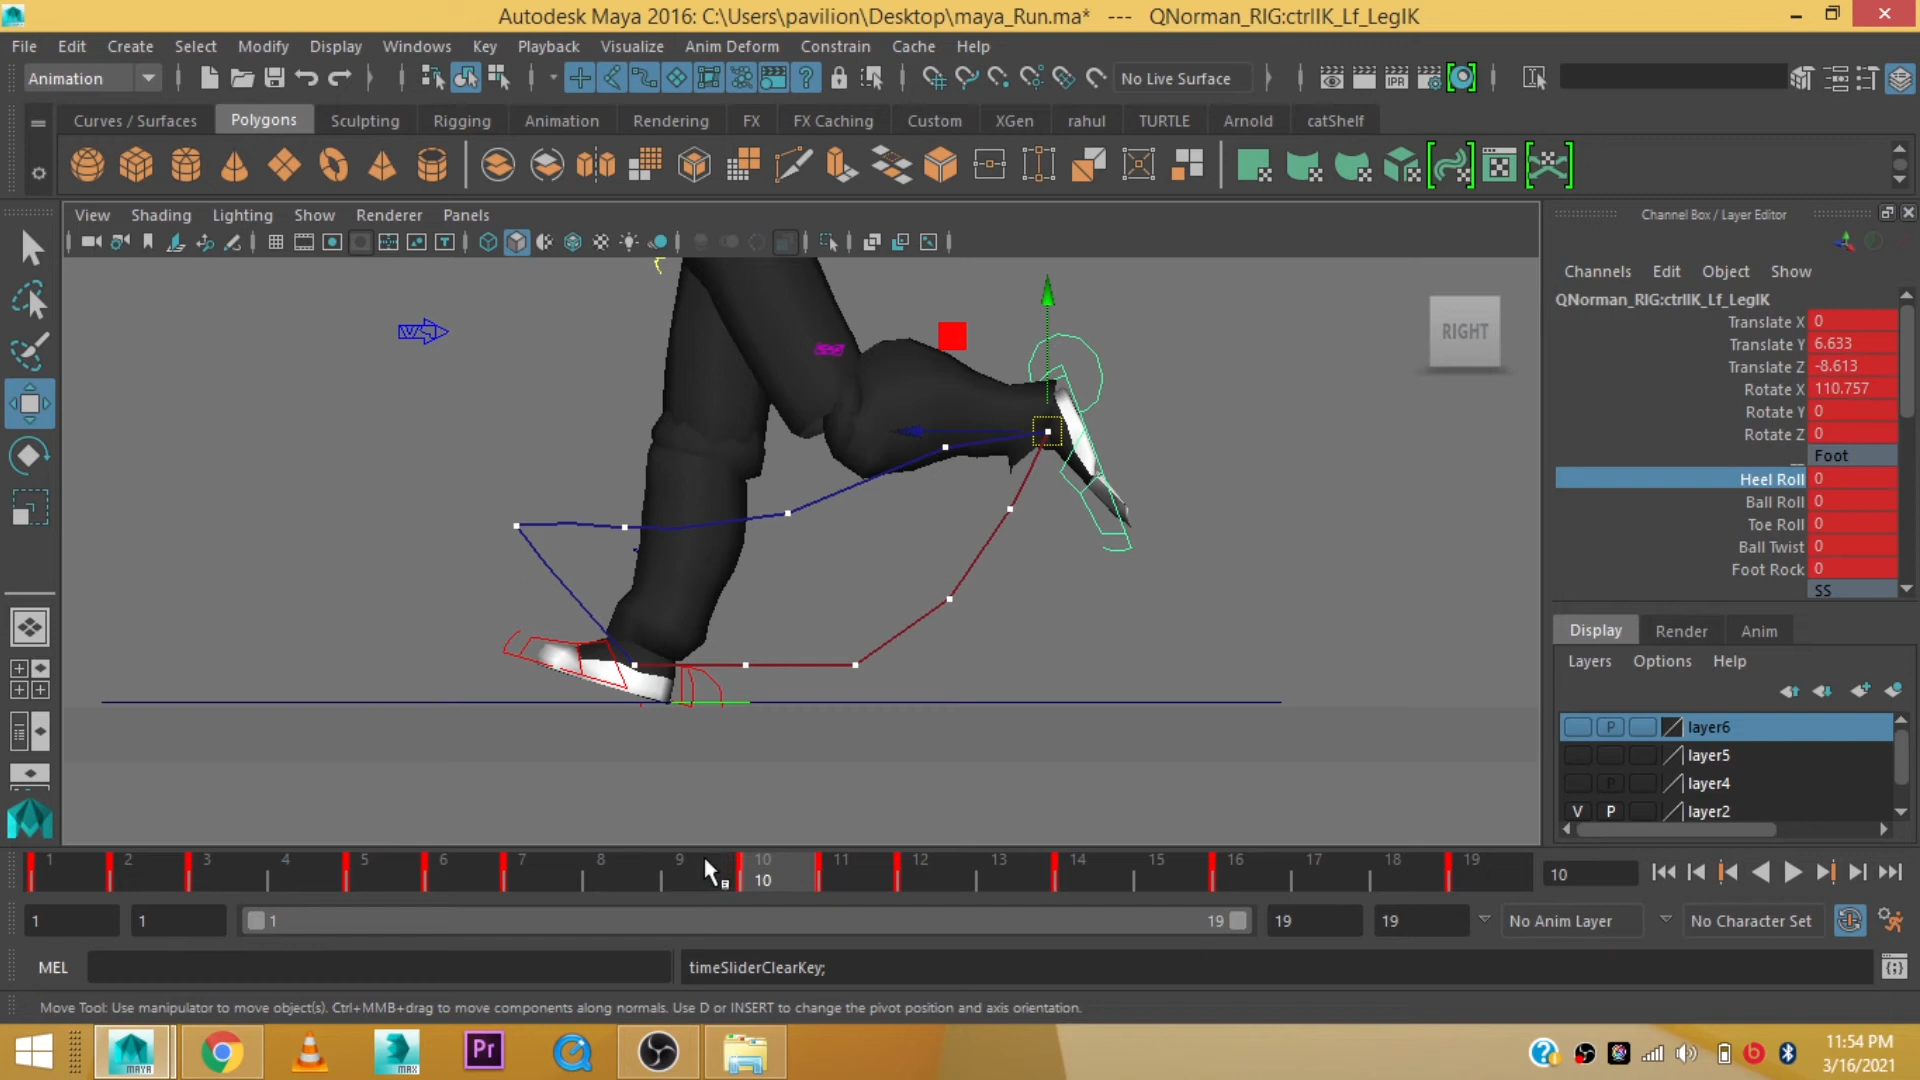 Autodesk Maya 2016: C:\Users\pavilion\Desktop\maya_Run.ma* --- QNorman_RIG:ctrlIK_Lf_LegIK
File Edit Create Select Modify Display Windows Key Playback Visualize Anim Deform Constrain Cache Help
Animation No Live Surface IPR
Curves / Surfaces Polygons Sculpting Rigging Animation Rendering FX FX Caching Custom XGen rahul TURTLE Arnold catShelf
View Shading Lighting Show Renderer Panels
Channel Box / Layer Editor
Channels Edit Object Show
QNorman_RIG:ctrlIK_Lf_LegIK
Translate X 0
Translate Y 6.633
Translate Z -8.613
Rotate X 110.757
Rotate Y 0
Rotate Z 0
__ Foot
Heel Roll 0
Ball Roll 0
Toe Roll 0
Ball Twist 0
Foot Rock 0
SS
RIGHT
Display Render Anim
Layers Options Help
P layer6
layer5
P layer4
V P layer2
1 2 3 4 5 6 7 8 9 10 11 12 13 14 15 16 17 18 19
10
10
1 1 1 19 19 19 No Anim Layer No Character Set
MEL timeSliderClearKey;
Move Tool: Use manipulator to move object(s). Ctrl+MMB+drag to move components along normals. Use D or INSERT to change the pivot position and axis orientation.
MAYA MAX Pr
11:54 PM
3/16/2021